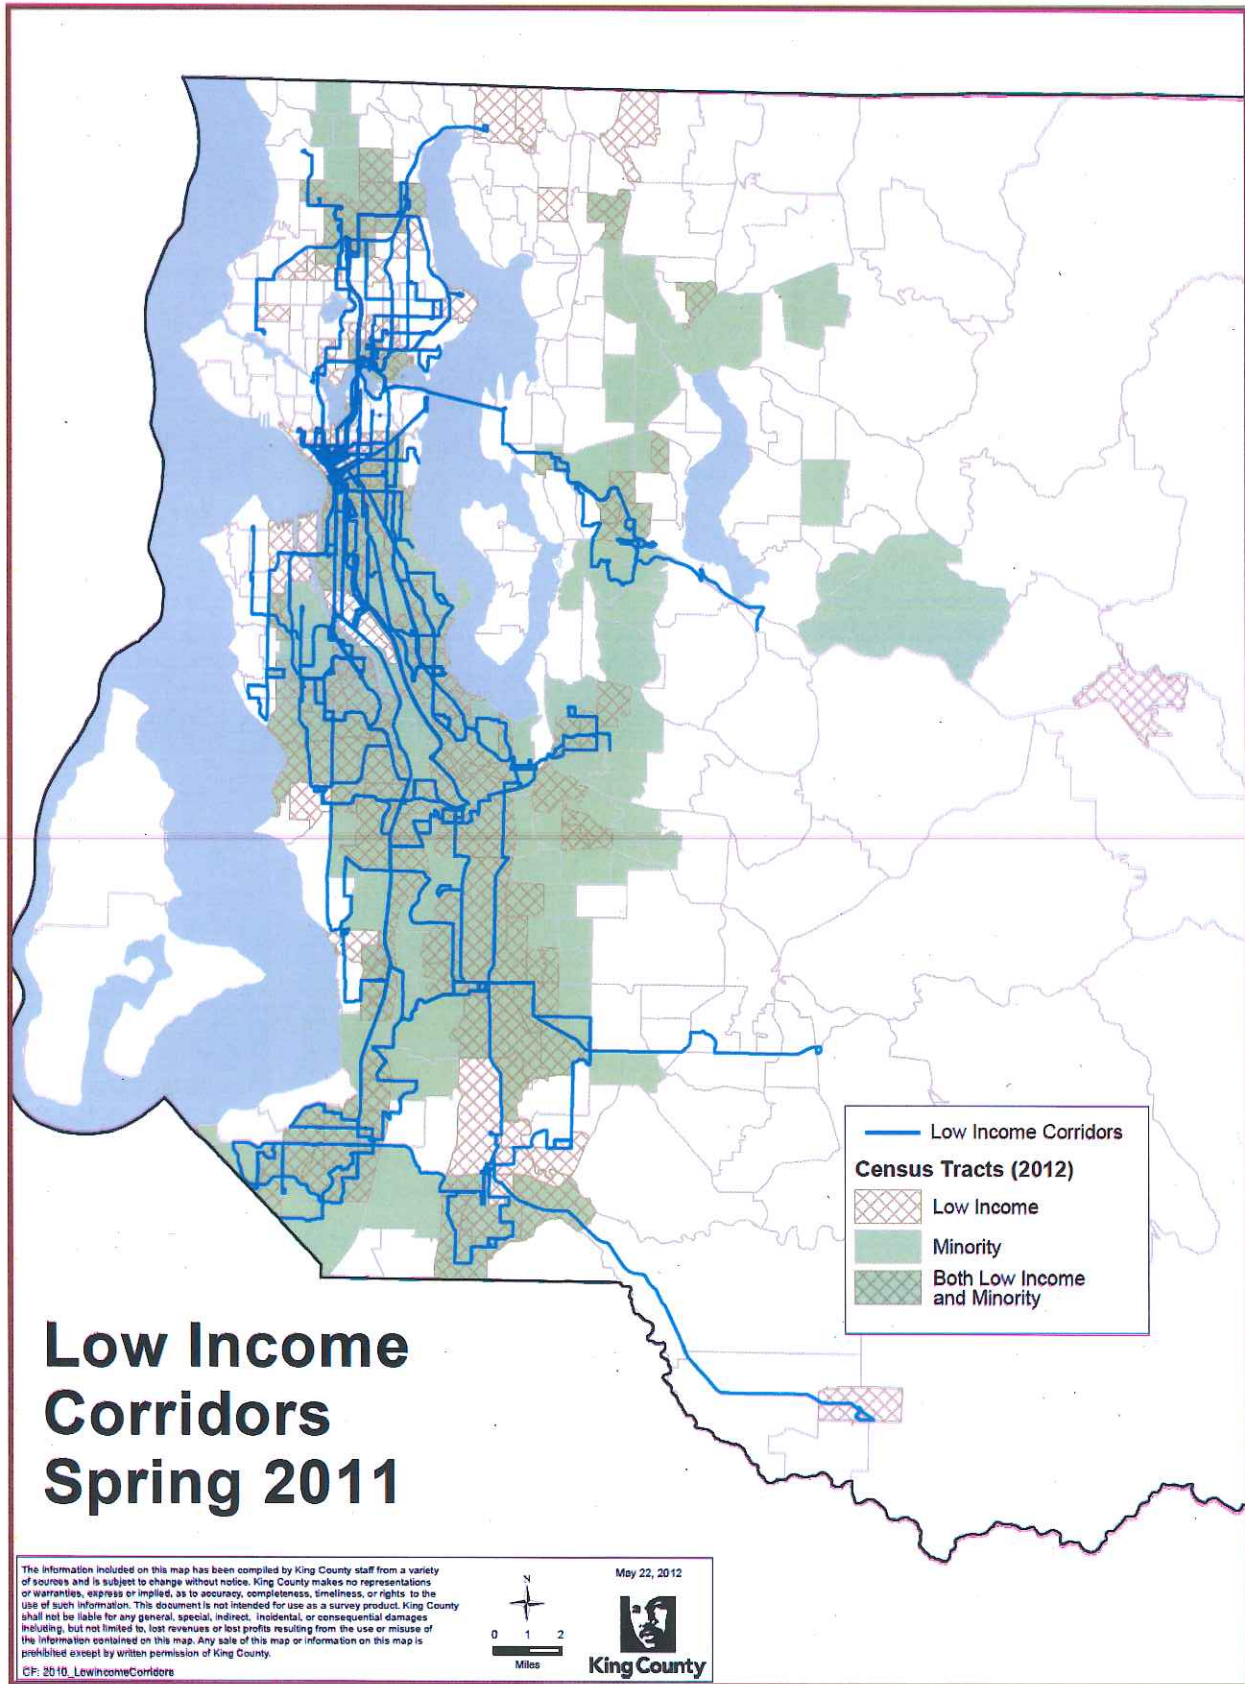 Low Income Corridors
Census Tracts (2012)
Low Income
Minority
Both Low Income
and Minority
Low Income
Corridors
Spring 2011
The information included on this map has been compiled by King County staff from a variety
of sources and is subject to change without notice. King County makes no representations
or warranties, express or implied, as to accuracy, completeness, timeliness, or rights to the
use of such information. This document is not intended for use as a survey product. King County
shall not be liable for any general, special, indirect, incidental, or consequential damages
including, but not limited to, lost revenues or lost profits resulting from the use or misuse of
the information contained on this map. Any sale of this map or information on this map is
prohibited except by written permission of King County.
CF: 2010_LowIncomeCorridors
N
0 1 2
Miles
May 22, 2012
King County